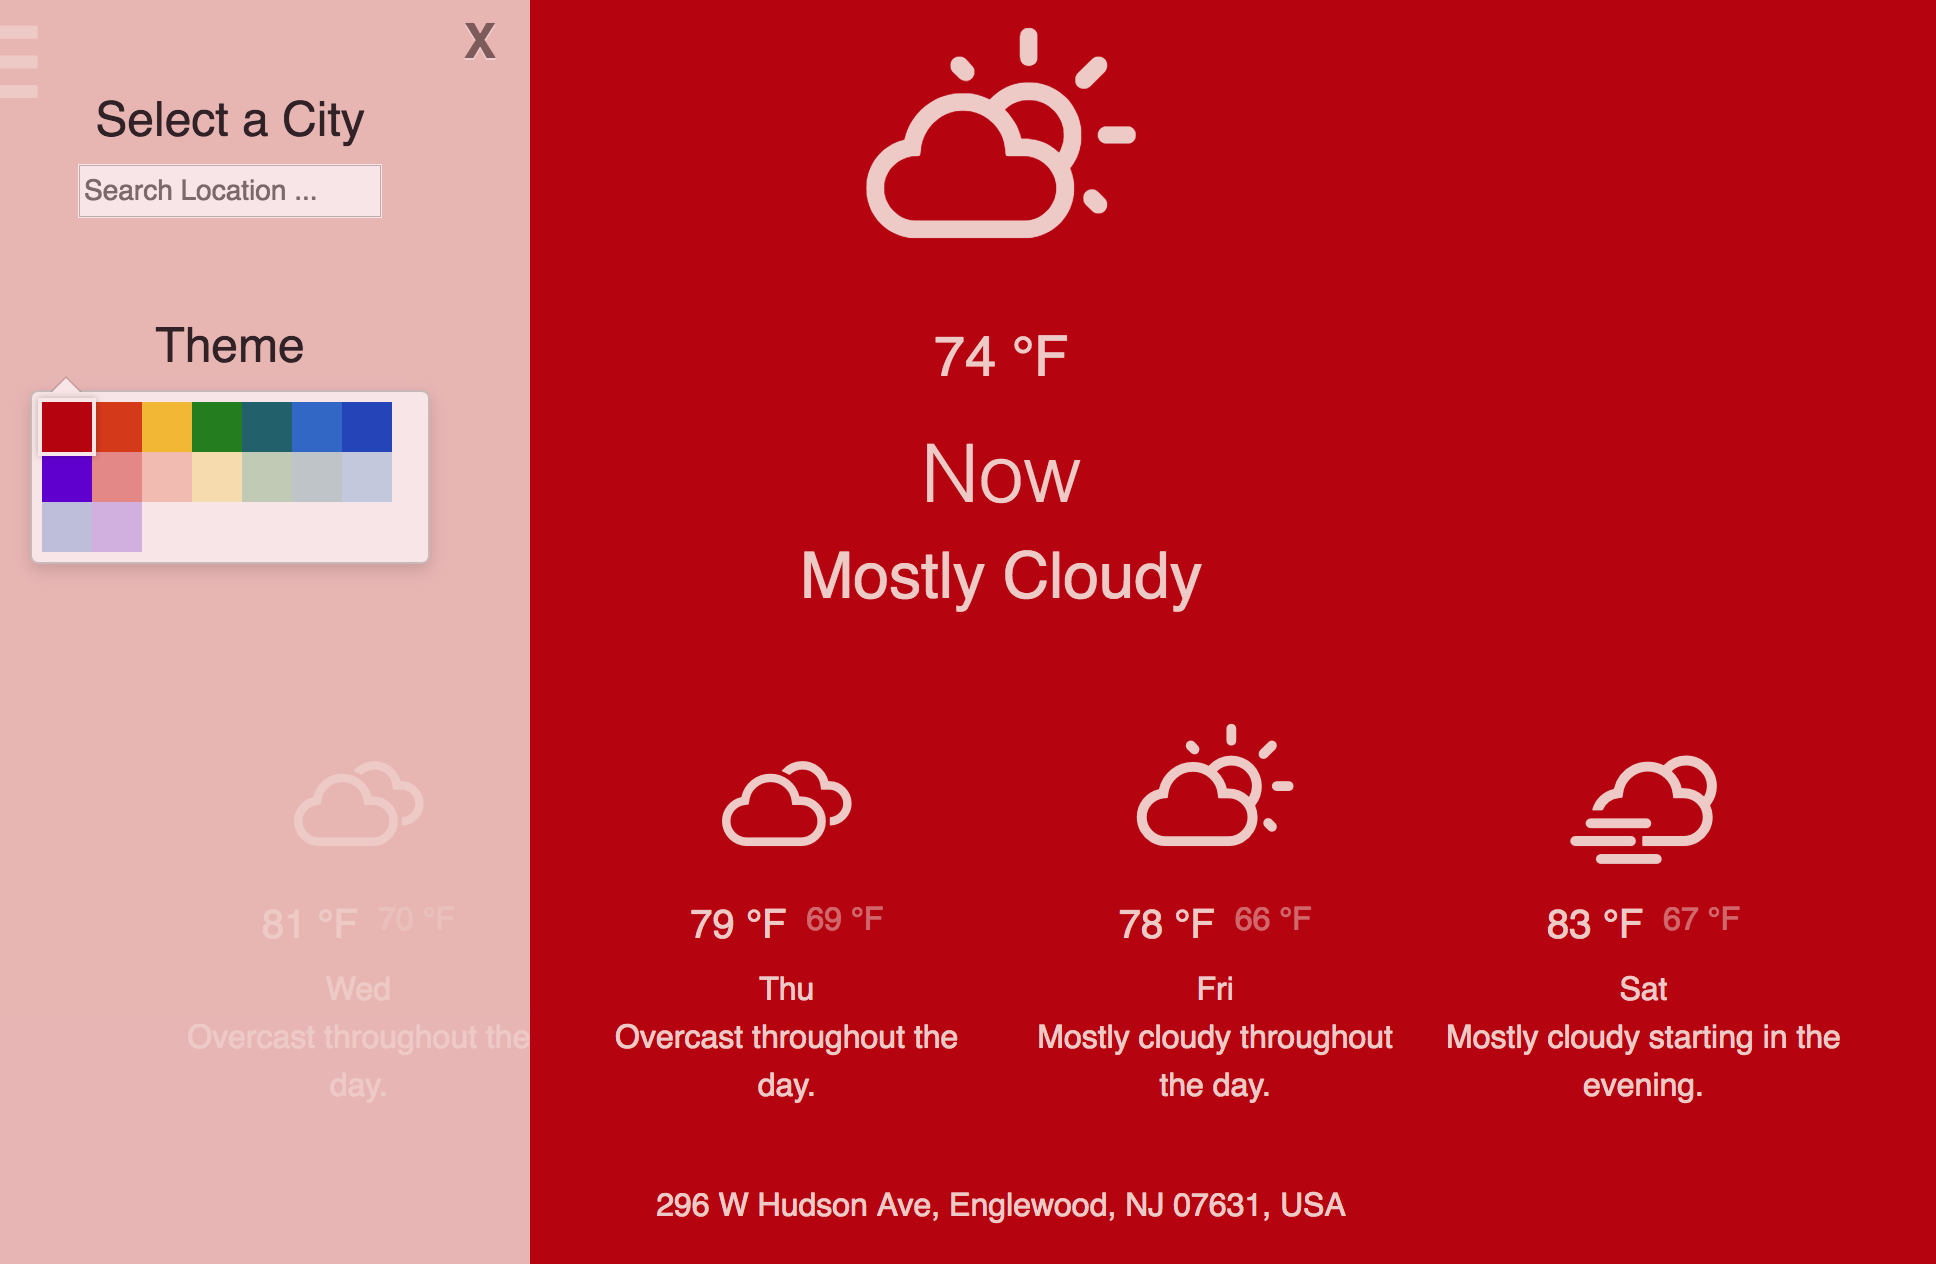 X
Select a City
Search Location ...
Theme
74 °F
Now
Mostly Cloudy
81 °F 70 °F
Wed
Overcast throughout the
day.
79 °F 69 °F
Thu
Overcast throughout the
day.
78 °F 66 °F
Fri
Mostly cloudy throughout
the day.
83 °F 67 °F
Sat
Mostly cloudy starting in the
evening.
296 W Hudson Ave, Englewood, NJ 07631, USA